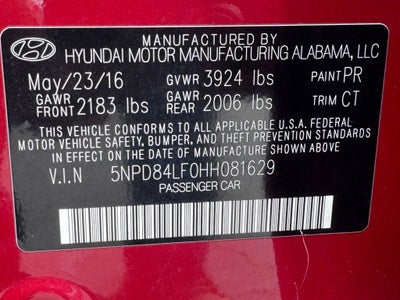 MANUFACTURED BY
HYUNDAI MOTOR MANUFACTURING ALABAMA, LLC
May/23/16 GVWR 3924 lbs PAINT PR
GAWR FRONT 2183 lbs GAWR REAR 2006 lbs TRIM CT
THIS VEHICLE CONFORMS TO ALL APPLICABLE U.S.A. FEDERAL
MOTOR VEHICLE SAFETY, BUMPER, AND THEFT PREVENTION STANDARDS
IN EFFECT ON THE DATE OF MANUFACTURE SHOWN ABOVE
V.I.N 5NPD84LF0HH081629
PASSENGER CAR